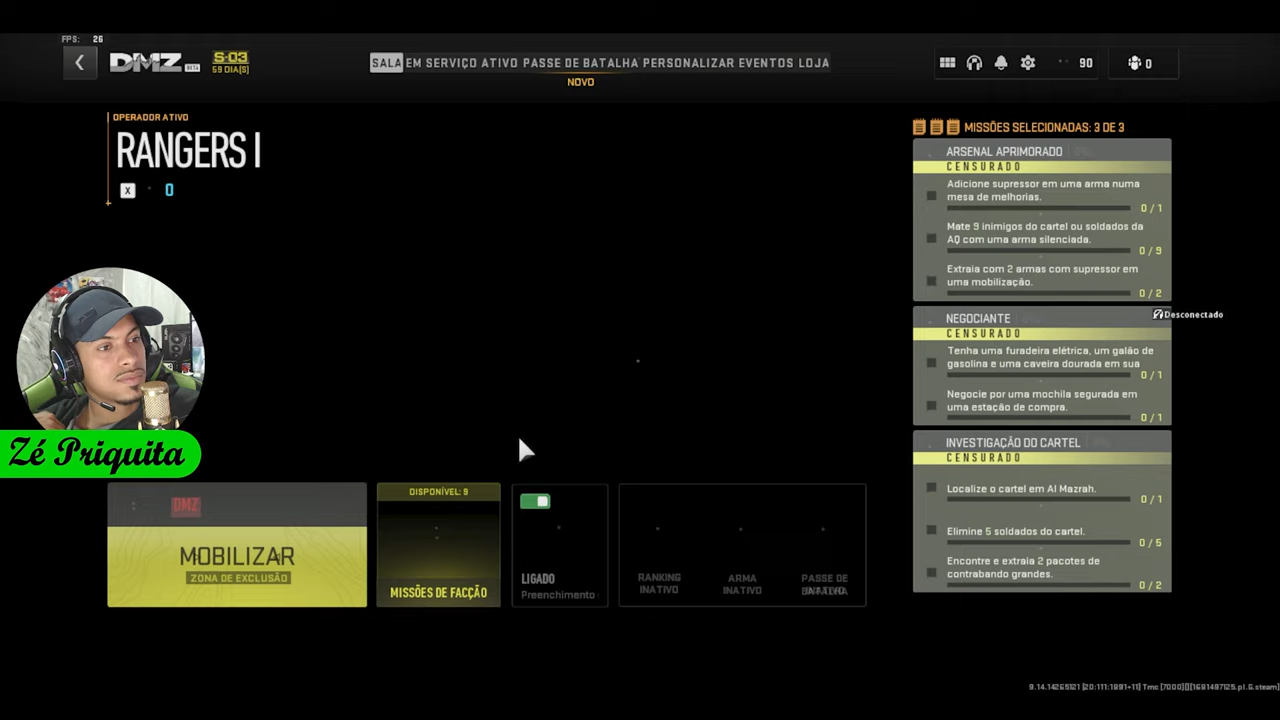 FPS: 26
DMZ BETA
S-03
59 DIA(S)
SALA EM SERVIÇO ATIVO PASSE DE BATALHA PERSONALIZAR EVENTOS LOJA
NOVO
90
0
OPERADOR ATIVO
RANGERS I
X 0
MISSÕES SELECIONADAS: 3 DE 3
ARSENAL APRIMORADO
CENSURADO
Adicione supressor em uma arma numa
mesa de melhorias.
0 / 1
Mate 9 inimigos do cartel ou soldados da
AQ com uma arma silenciada.
0 / 9
Extraia com 2 armas com supressor em
uma mobilização.
0 / 2
Desconectado
NEGOCIANTE
CENSURADO
Tenha uma furadeira elétrica, um galão de
gasolina e uma caveira dourada em sua
0 / 1
Negocie por uma mochila segurada em
uma estação de compra.
0 / 1
INVESTIGAÇÃO DO CARTEL
CENSURADO
Localize o cartel em Al Mazrah.
0 / 1
Elimine 5 soldados do cartel.
0 / 5
Encontre e extraia 2 pacotes de
contrabando grandes.
0 / 2
Zé Priquita
DMZ
MOBILIZAR
ZONA DE EXCLUSÃO
DISPONÍVEL: 9
MISSÕES DE FACÇÃO
LIGADO
Preenchimento
RANKING
INATIVO
ARMA
INATIVO
PASSE DE
BATALHA
INATIVO